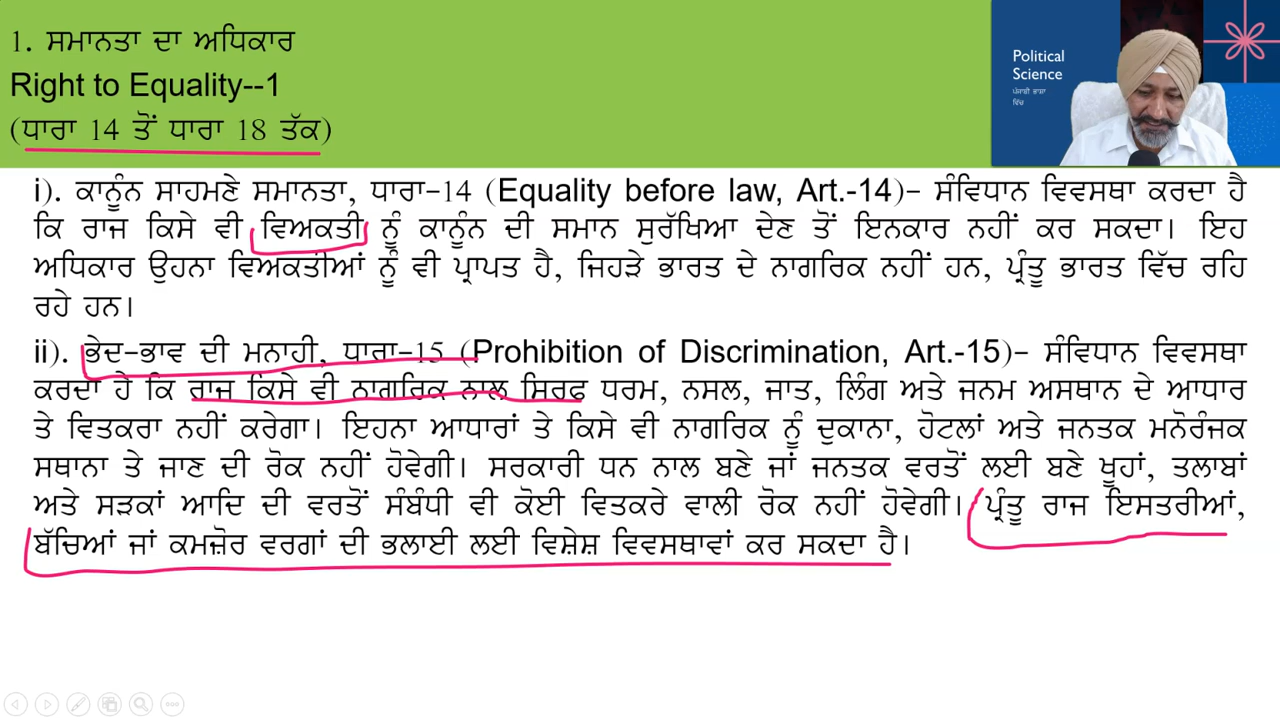 1. ਸਮਾਨਤਾ ਦਾ ਅਧਿਕਾਰ
Right to Equality--1
(ਧਾਰਾ 14 ਤੋਂ ਧਾਰਾ 18 ਤੱਕ)
Political
Science
ਪੰਜਾਬੀ ਭਾਸ਼ਾ
ਵਿੱਚ
i). ਕਾਨੂੰਨ ਸਾਹਮਣੇ ਸਮਾਨਤਾ, ਧਾਰਾ-14 (Equality before law, Art.-14)- ਸੰਵਿਧਾਨ ਵਿਵਸਥਾ ਕਰਦਾ ਹੈ
ਕਿ ਰਾਜ ਕਿਸੇ ਵੀ ਵਿਅਕਤੀ ਨੂੰ ਕਾਨੂੰਨ ਦੀ ਸਮਾਨ ਸੁਰੱਖਿਆ ਦੇਣ ਤੋਂ ਇਨਕਾਰ ਨਹੀਂ ਕਰ ਸਕਦਾ। ਇਹ
ਅਧਿਕਾਰ ਉਹਨਾ ਵਿਅਕਤੀਆਂ ਨੂੰ ਵੀ ਪ੍ਰਾਪਤ ਹੈ, ਜਿਹੜੇ ਭਾਰਤ ਦੇ ਨਾਗਰਿਕ ਨਹੀਂ ਹਨ, ਪ੍ਰੰਤੂ ਭਾਰਤ ਵਿੱਚ ਰਹਿ
ਰਹੇ ਹਨ।
ii). ਭੇਦ-ਭਾਵ ਦੀ ਮਨਾਹੀ, ਧਾਰਾ-15 (Prohibition of Discrimination, Art.-15)- ਸੰਵਿਧਾਨ ਵਿਵਸਥਾ
ਕਰਦਾ ਹੇ ਕਿ ਰਾਜ ਕਿਸੇ ਵੀ ਨਾਗਰਿਕ ਨਾਲ ਸਿਰਫ ਧਰਮ, ਨਸਲ, ਜਾਤ, ਲਿੰਗ ਅਤੇ ਜਨਮ ਅਸਥਾਨ ਦੇ ਆਧਾਰ
ਤੇ ਵਿਤਕਰਾ ਨਹੀਂ ਕਰੇਗਾ। ਇਹਨਾ ਆਧਾਰਾਂ ਤੇ ਕਿਸੇ ਵੀ ਨਾਗਰਿਕ ਨੂੰ ਦੁਕਾਨਾ, ਹੋਟਲਾਂ ਅਤੇ ਜਨਤਕ ਮਨੋਰੰਜਕ
ਸਥਾਨਾ ਤੇ ਜਾਣ ਦੀ ਰੋਕ ਨਹੀਂ ਹੋਵੇਗੀ। ਸਰਕਾਰੀ ਧਨ ਨਾਲ ਬਣੇ ਜਾਂ ਜਨਤਕ ਵਰਤੋਂ ਲਈ ਬਣੇ ਖੂਹਾਂ, ਤਲਾਬਾਂ
ਅਤੇ ਸੜਕਾਂ ਆਦਿ ਦੀ ਵਰਤੋਂ ਸੰਬੰਧੀ ਵੀ ਕੋਈ ਵਿਤਕਰੇ ਵਾਲੀ ਰੋਕ ਨਹੀਂ ਹੋਵੇਗੀ। ਪ੍ਰੰਤੂ ਰਾਜ ਇਸਤਰੀਆਂ,
ਬੱਚਿਆਂ ਜਾਂ ਕਮਜ਼ੋਰ ਵਰਗਾਂ ਦੀ ਭਲਾਈ ਲਈ ਵਿਸ਼ੇਸ਼ ਵਿਵਸਥਾਵਾਂ ਕਰ ਸਕਦਾ ਹੈ।